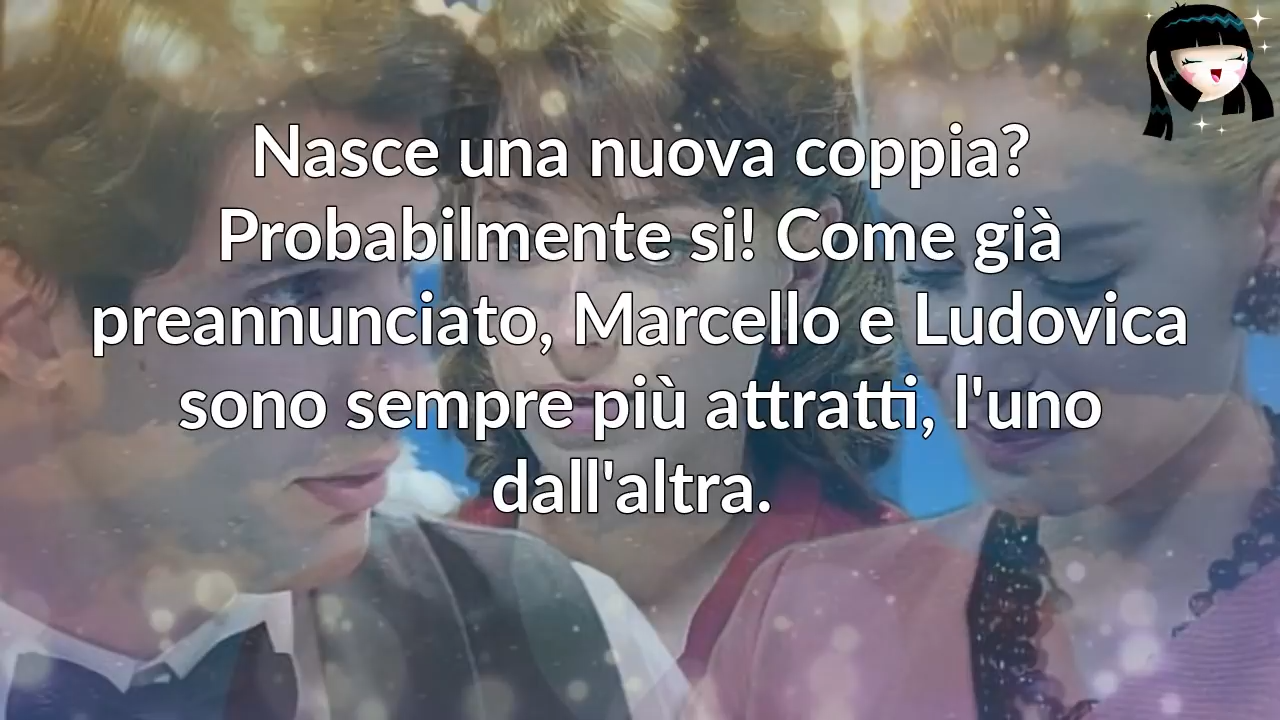 Nasce una nuova coppia?
Probabilmente si! Come già
preannunciato, Marcello e Ludovica
sono sempre più attratti, l'uno
dall'altra.